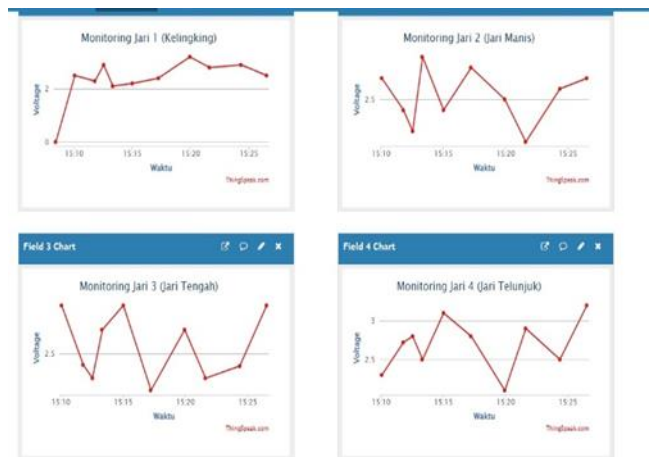 Monitoring Jari 1 (Kelingking)
Voltage
2
0
15:10 15:15 15:20 15:25
Waktu
ThingSpeak.com
Monitoring Jari 2 (Jari Manis)
Voltage
2.5
15:10 15:15 15:20 15:25
Waktu
ThingSpeak.com
Field 3 Chart
Monitoring Jari 3 (Jari Tengah)
Voltage
2.5
15:10 15:15 15:20 15:25
Waktu
ThingSpeak.com
Field 4 Chart
Monitoring Jari 4 (Jari Telunjuk)
Voltage
3
2.5
15:10 15:15 15:20 15:25
Waktu
ThingSpeak.com